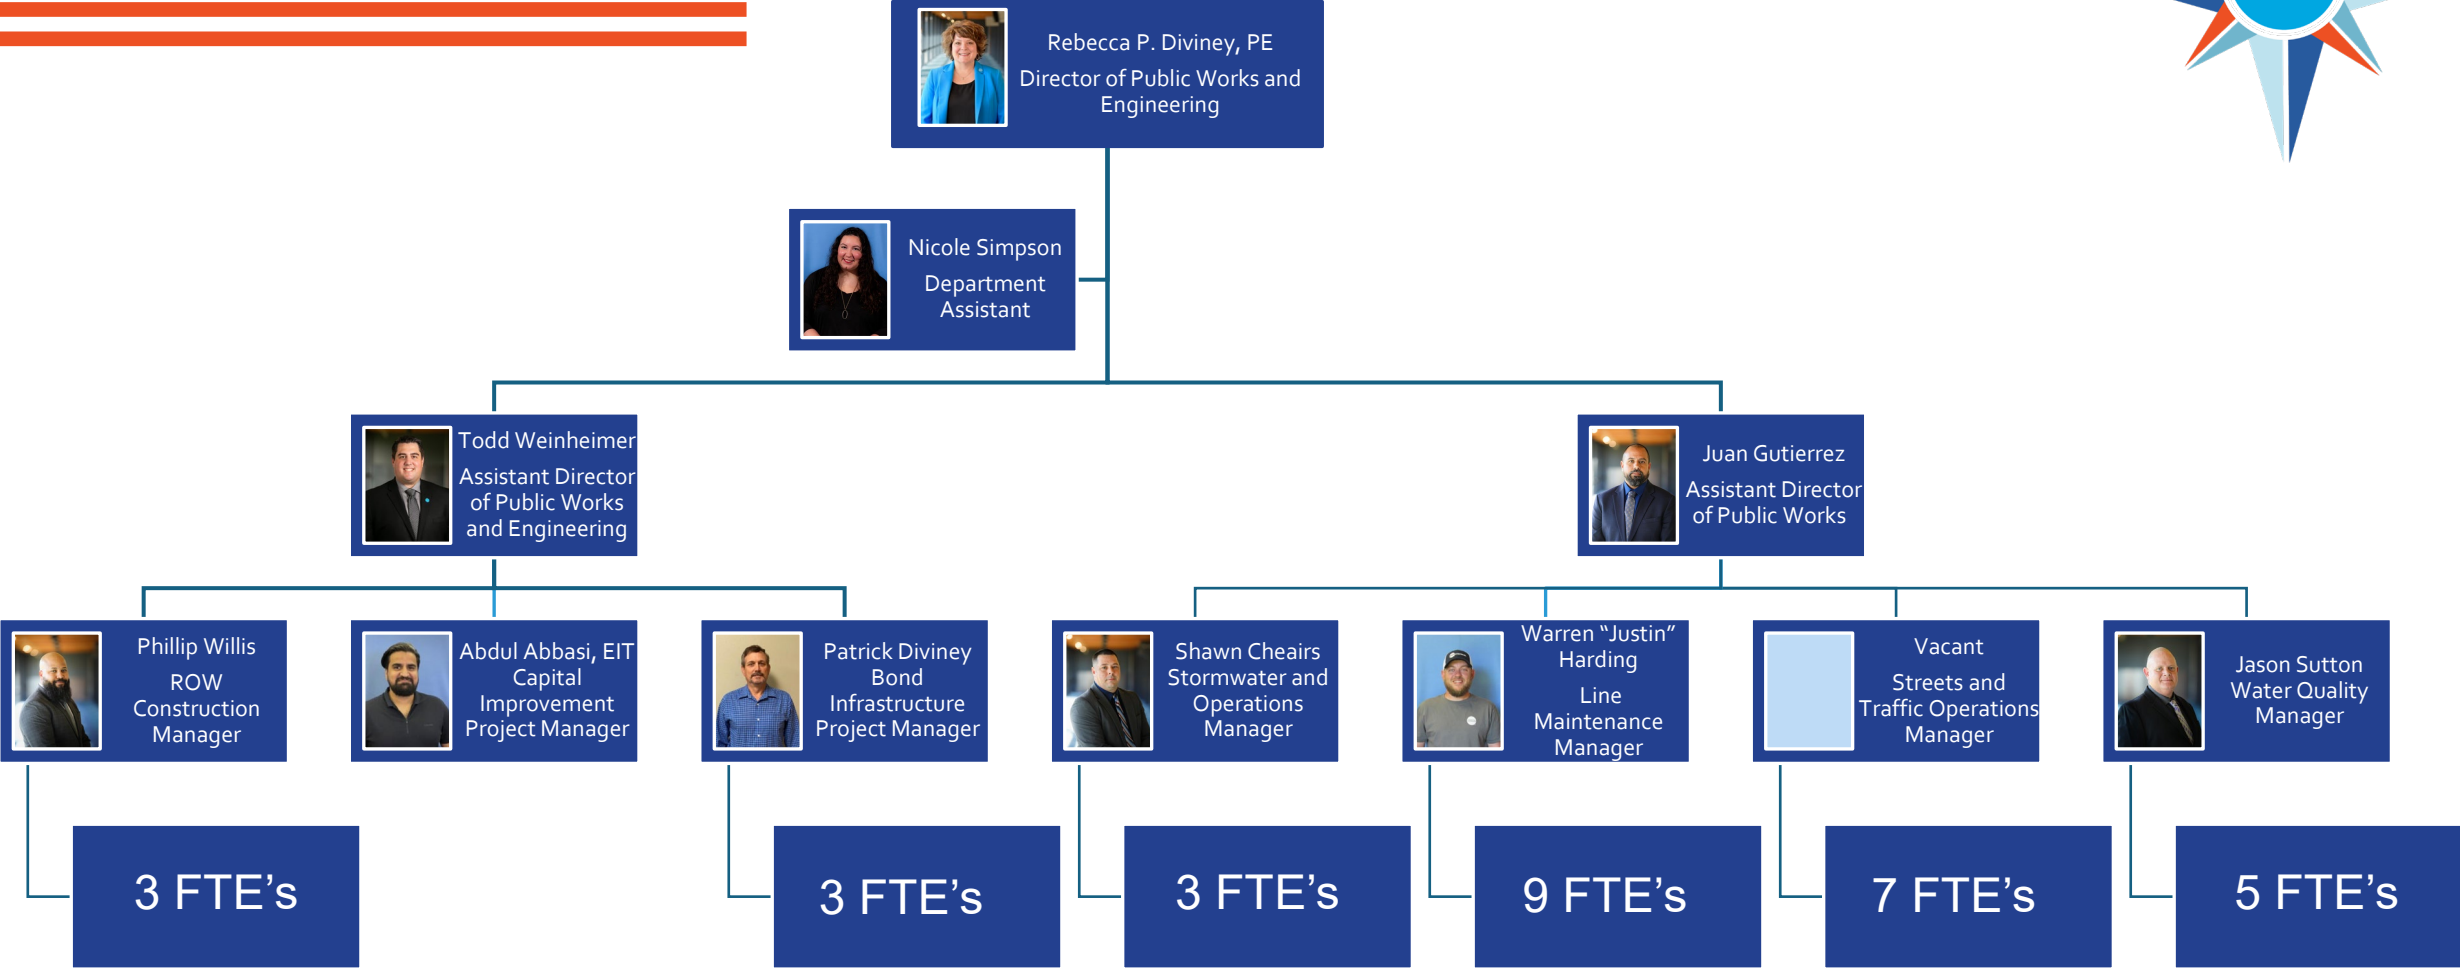 Rebecca P. Diviney, PE
Director of Public Works and
Engineering
Nicole Simpson
Department
Assistant
Todd Weinheimer
Assistant Director
of Public Works
and Engineering
Juan Gutierrez
Assistant Director
of Public Works
Phillip Willis
ROW
Construction
Manager
Abdul Abbasi, EIT
Capital
Improvement
Project Manager
Patrick Diviney
Bond
Infrastructure
Project Manager
Shawn Cheairs
Stormwater and
Operations
Manager
Warren “Justin”
Harding
Line
Maintenance
Manager
Vacant
Streets and
Traffic Operations
Manager
Jason Sutton
Water Quality
Manager
3 FTE’s
3 FTE’s
3 FTE’s
9 FTE’s
7 FTE’s
5 FTE’s